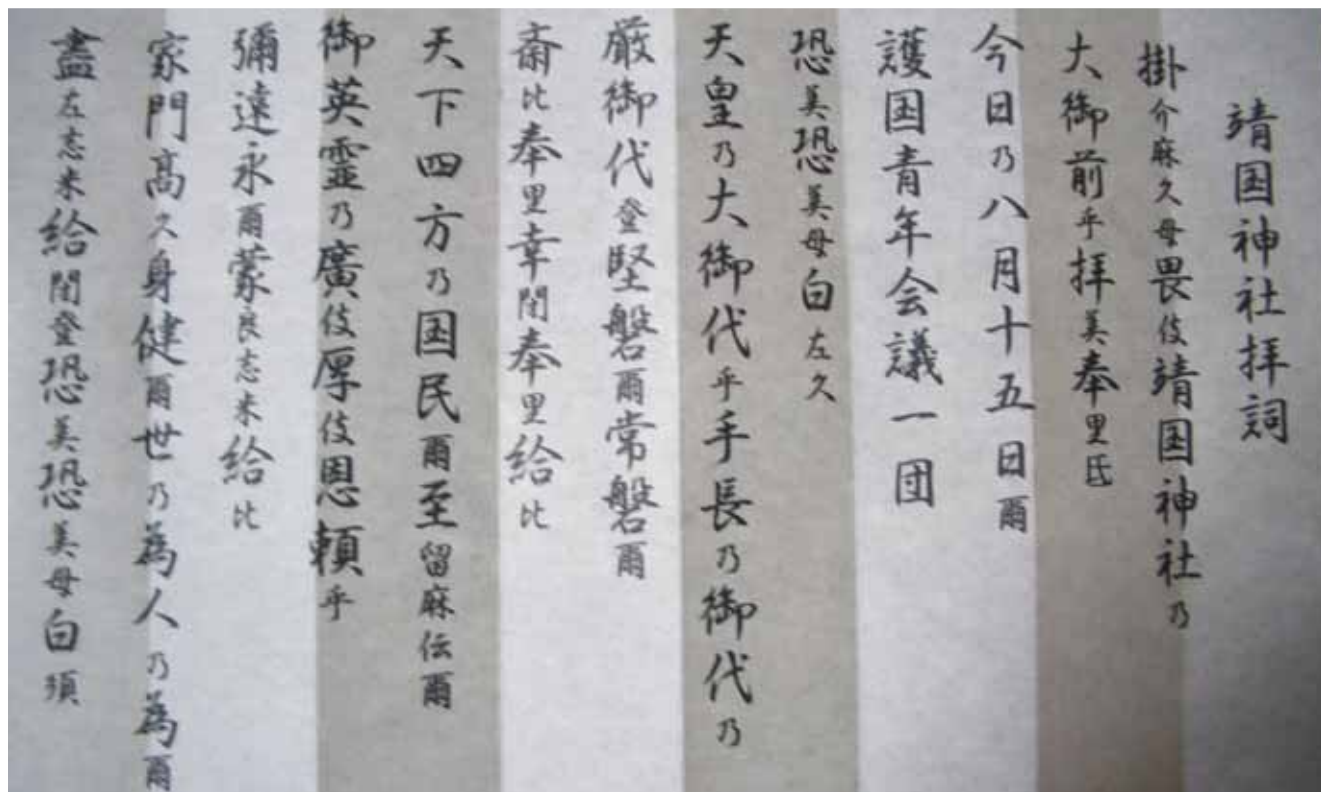 靖国神社拝詞
掛介麻久母畏伎靖国神社乃
大御前乎拝美奉里氐
今日乃八月十五日爾
護国青年会議一団
恐美恐美母白左久
天皇乃大御代乎手長乃御代乃
厳御代登堅磐爾常磐爾
斎比奉里幸閇奉里給比
天下四方乃国民爾至留麻伝爾
御英霊乃廣伎厚伎恩頼乎
彌遠永爾蒙良志米給比
家門高久身健爾世乃為人乃為爾
盡左志米給閇登恐美恐美母白須